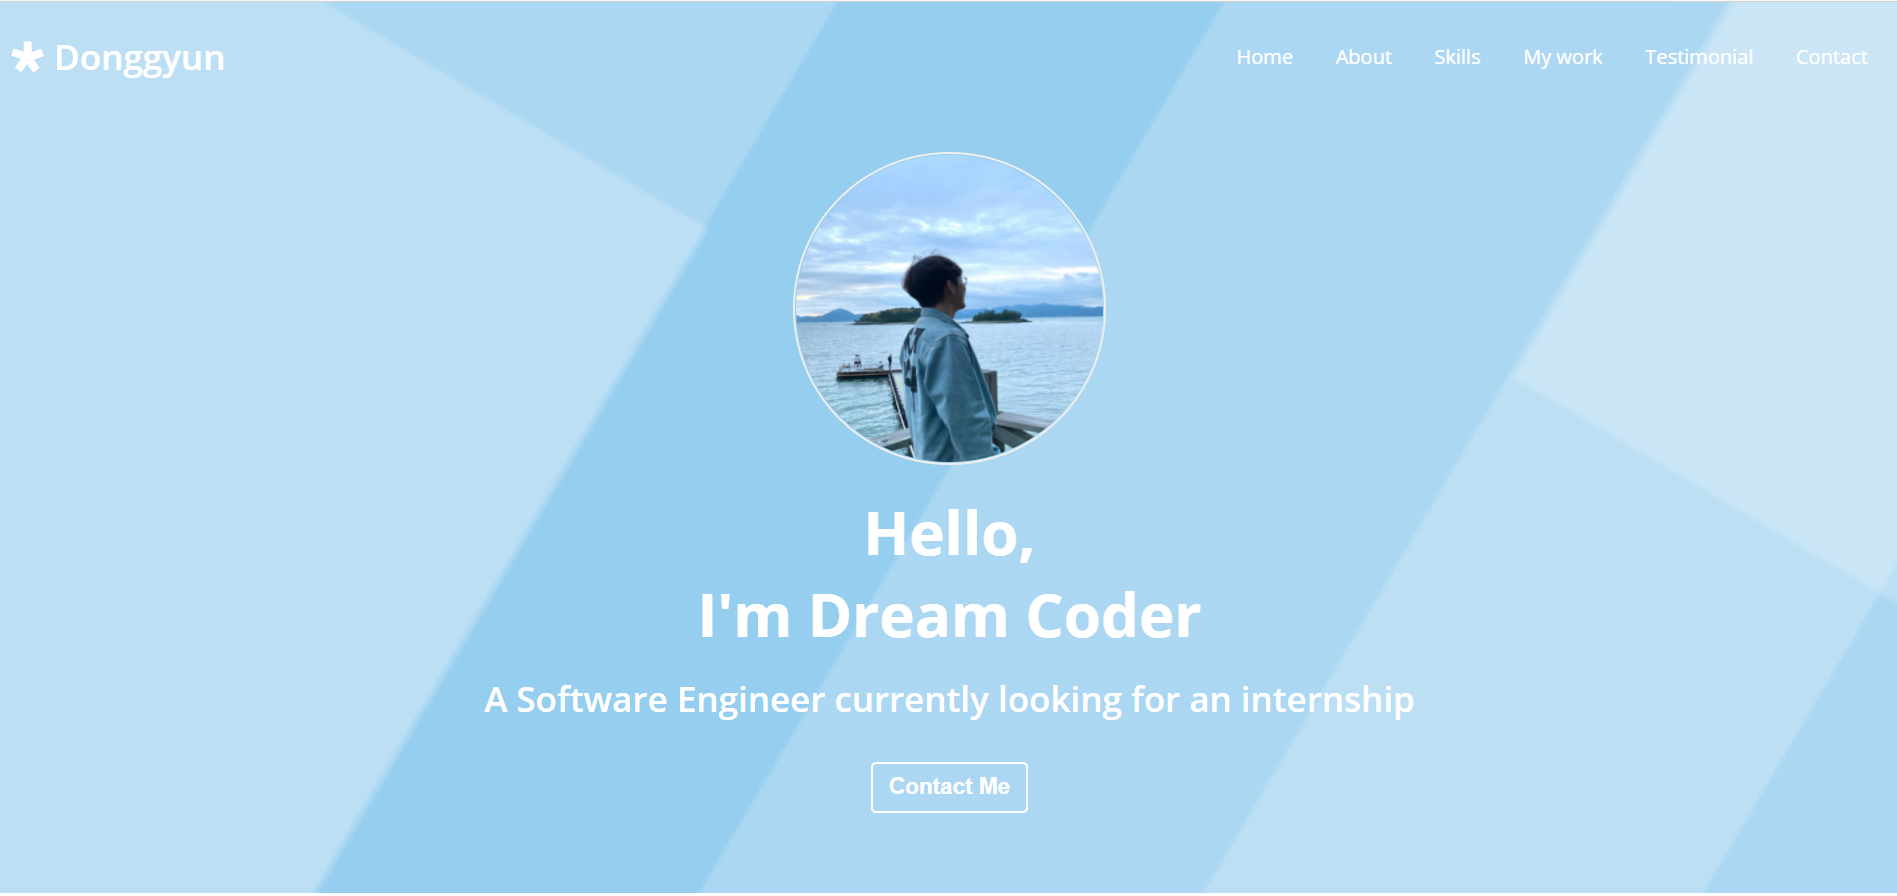 Donggyun
Home About Skills My work Testimonial Contact
Hello,
I'm Dream Coder
A Software Engineer currently looking for an internship
Contact Me